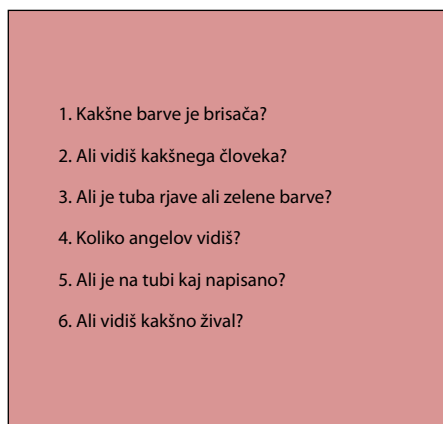 1. Kakšne barve je brisača?
2. Ali vidiš kakšnega človeka?
3. Ali je tuba rjave ali zelene barve?
4. Koliko angelov vidiš?
5. Ali je na tubi kaj napisano?
6. Ali vidiš kakšno žival?